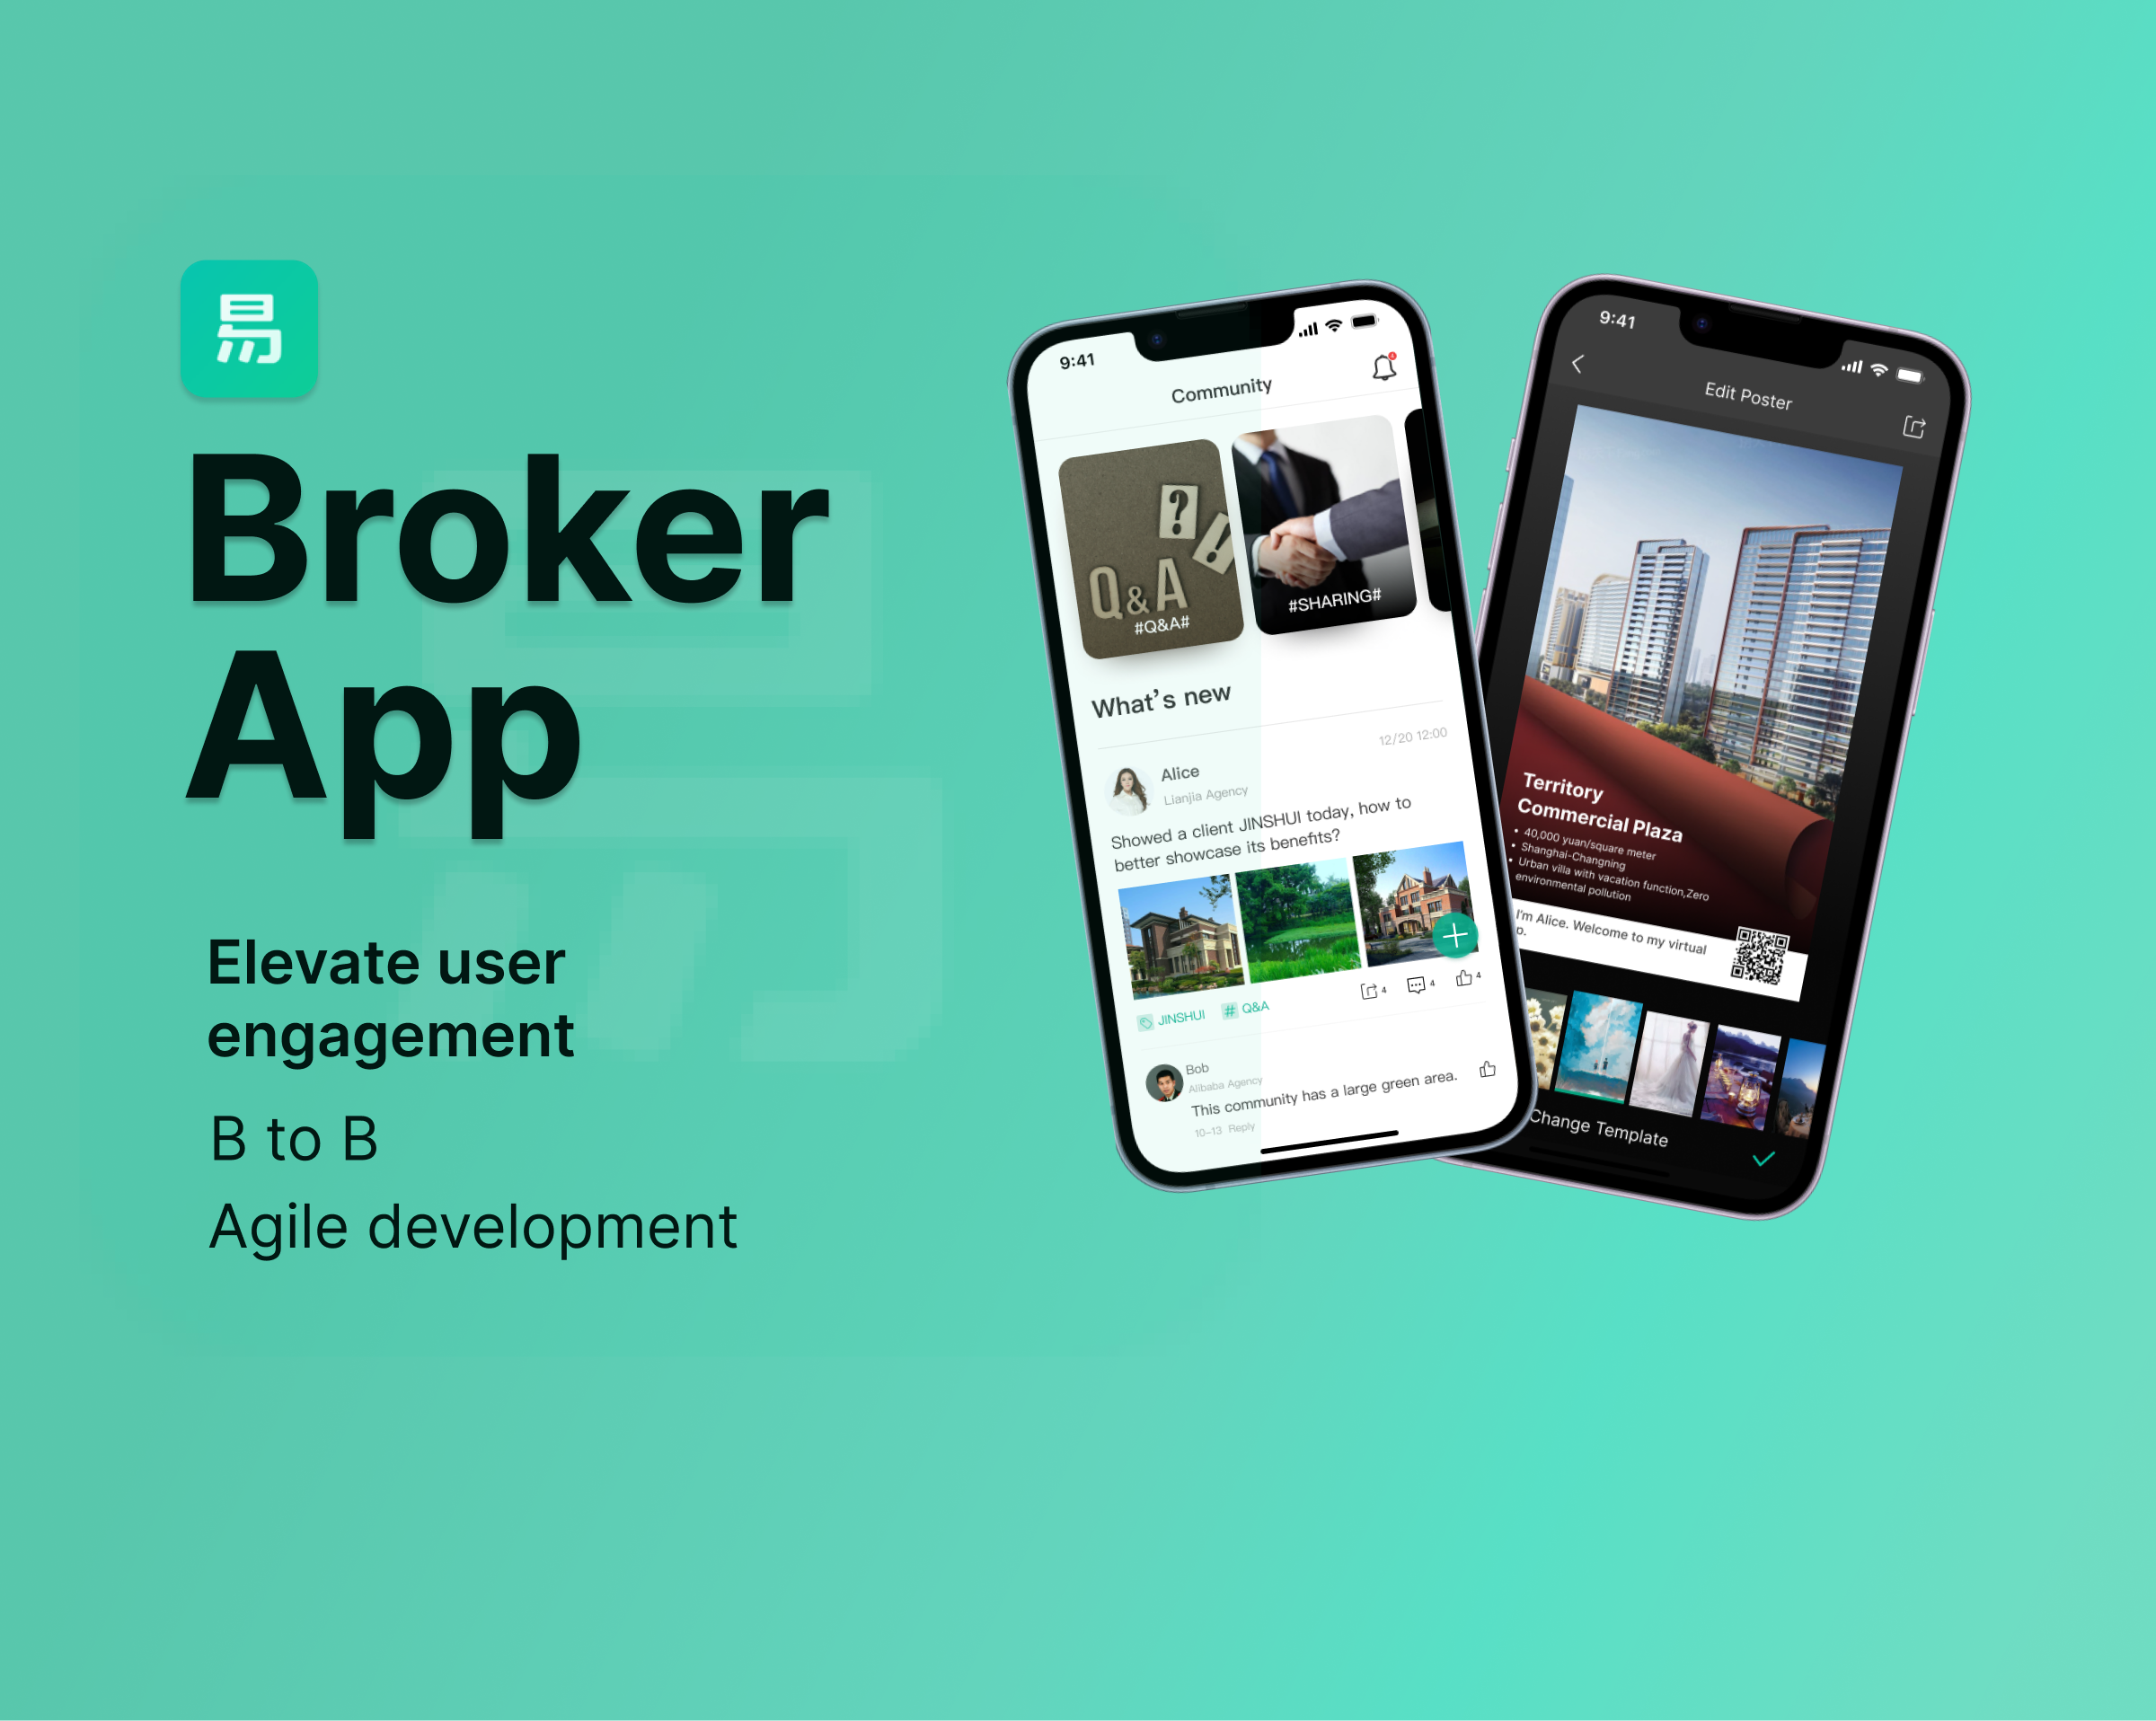 易
Broker
App
Elevate user
engagement
B to B
Agile development
9:41
Community
Q&A
?
!
#Q&A#
#SHARING#
What's new
12/20 12:00
Alice
Lianjia Agency
Showed a client JINSHUI today, how to
better showcase its benefits?
JINSHUI
# Q&A
4
4
4
Bob
Alibaba Agency
This community has a large green area.
10-13 Reply
9:41
Edit Poster
Territory
Commercial Plaza
• 40,000 yuan/square meter
• Shanghai-Changning
• Urban villa with vacation function,Zero
environmental pollution
I'm Alice. Welcome to my virtual
p.
Change Template